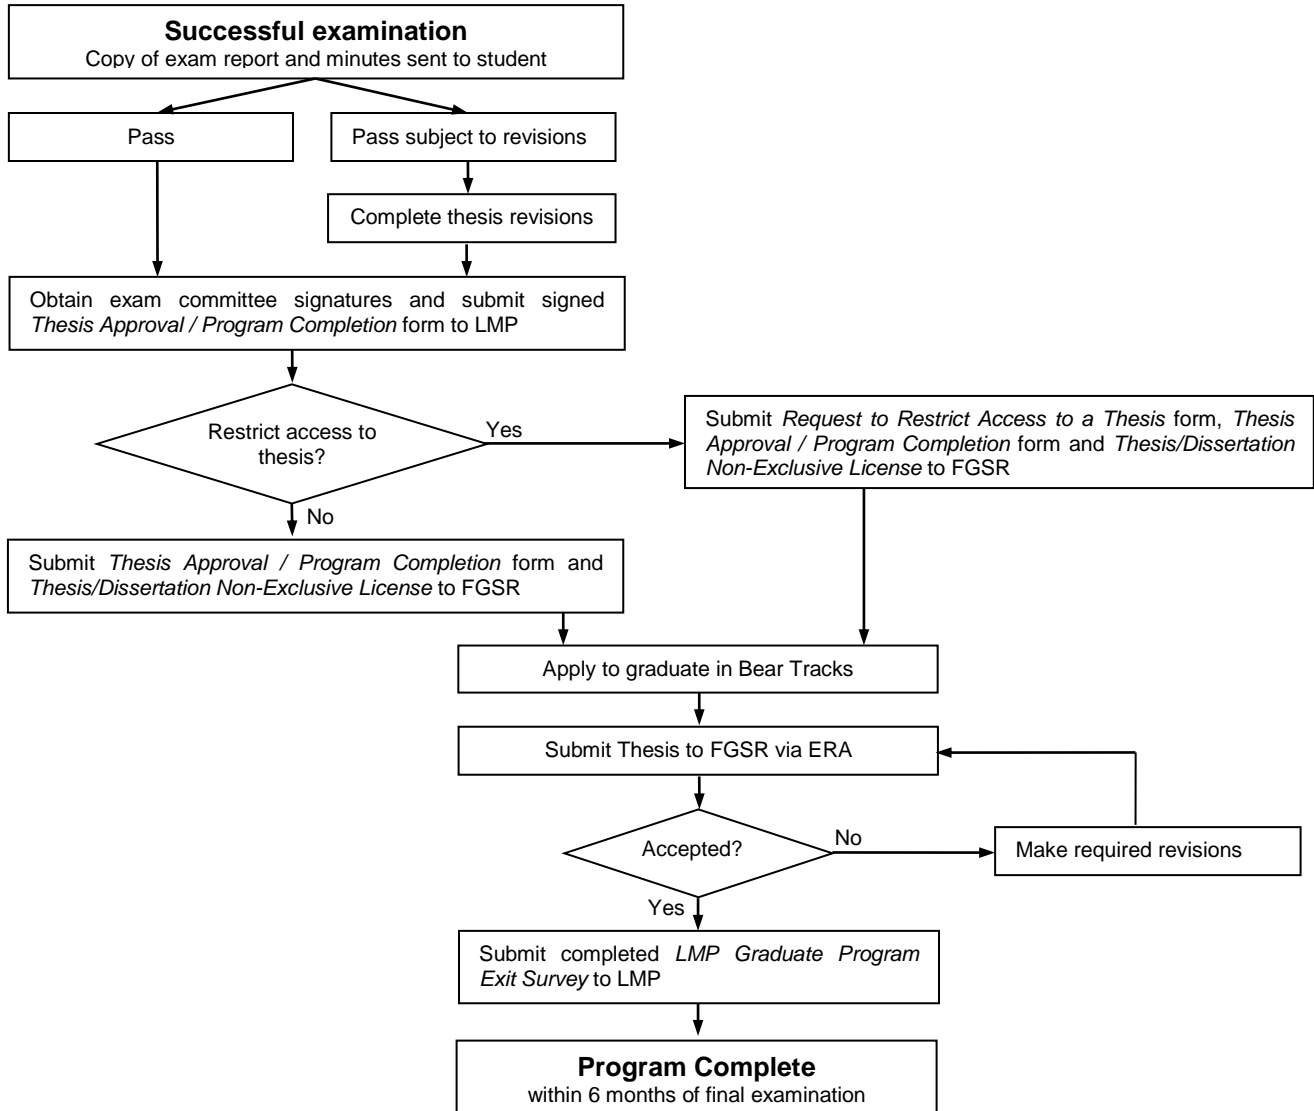 Successful examination
Copy of exam report and minutes sent to student
Pass
Pass subject to revisions
Complete thesis revisions
Obtain exam committee signatures and submit signed
Thesis Approval / Program Completion form to LMP
Restrict access to
thesis?
Yes
Submit Request to Restrict Access to a Thesis form, Thesis
Approval / Program Completion form and Thesis/Dissertation
Non-Exclusive License to FGSR
No
Submit Thesis Approval / Program Completion form and
Thesis/Dissertation Non-Exclusive License to FGSR
Apply to graduate in Bear Tracks
Submit Thesis to FGSR via ERA
Accepted?
No
Make required revisions
Yes
Submit completed LMP Graduate Program
Exit Survey to LMP
Program Complete
within 6 months of final examination